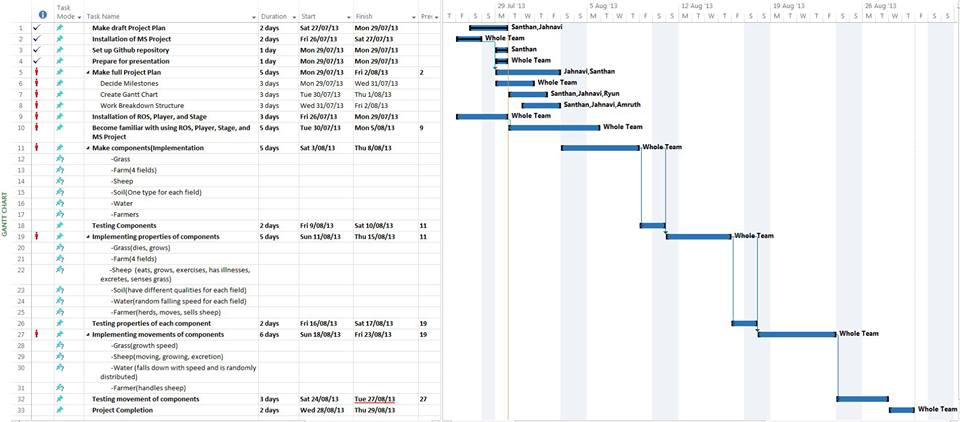 29 Jul '13 5 Aug '13 12 Aug '13 19 Aug '13 26 Aug '13
Task Mode Task Name Duration Start Finish Pre
T F S S M T W T F S S M T W T F S S M T W T F S S M T W T F S S M T W T F S
1 Make draft Project Plan 2 days Sat 27/07/13 Mon 29/07/13 Santhan,Jahnavi
2 Installation of MS Project 2 days Fri 26/07/13 Sat 27/07/13 Whole Team
3 Set up Github repository 1 day Mon 29/07/13 Mon 29/07/13 Santhan
4 Prepare for presentation 1 day Mon 29/07/13 Mon 29/07/13 Whole Team
5 Make full Project Plan 5 days Mon 29/07/13 Fri 2/08/13 2 Jahnavi,Santhan
6 Decide Milestones 3 days Mon 29/07/13 Wed 31/07/13 Whole Team
7 Create Gantt Chart 3 days Tue 30/07/13 Thu 1/08/13 Santhan,Jahnavi,Ryun
8 Work Breakdown Structure 3 days Wed 31/07/13 Fri 2/08/13 Santhan,Jahnavi,Amruth
9 Installation of ROS, Player, and Stage 3 days Fri 26/07/13 Mon 29/07/13 Whole Team
10 Become familiar with using ROS, Player, Stage, and MS Project 5 days Tue 30/07/13 Mon 5/08/13 9 Whole Team
11 Make components(Implementation 5 days Sat 3/08/13 Thu 8/08/13 Whole Team
12 -Grass
13 -Farm(4 fields)
14 -Sheep
15 -Soil(One type for each field)
16 -Water
17 -Farmers
18 Testing Components 2 days Fri 9/08/13 Sat 10/08/13 11
19 Implementing properties of components 5 days Sun 11/08/13 Thu 15/08/13 11 Whole Team
20 -Grass(dies, grows)
21 -Farm(4 fields)
22 -Sheep (eats, grows, exercises, has illnesses, excretes, senses grass)
23 -Soil(have different qualities for each field)
24 -Water(random falling speed for each field)
25 -Farmer(herds, moves, sells sheep)
26 Testing properties of each component 2 days Fri 16/08/13 Sat 17/08/13 19
27 Implementing movements of components 6 days Sun 18/08/13 Fri 23/08/13 19 Whole Team
28 -Grass(growth speed)
29 -Sheep(moving, growing, excretion)
30 -Water (falls down with speed and is randomly distributed)
31 -Farmer(handles sheep)
32 Testing movement of components 3 days Sat 24/08/13 Tue 27/08/13 27
33 Project Completion 2 days Wed 28/08/13 Thu 29/08/13 Whole Team
GANTT CHART